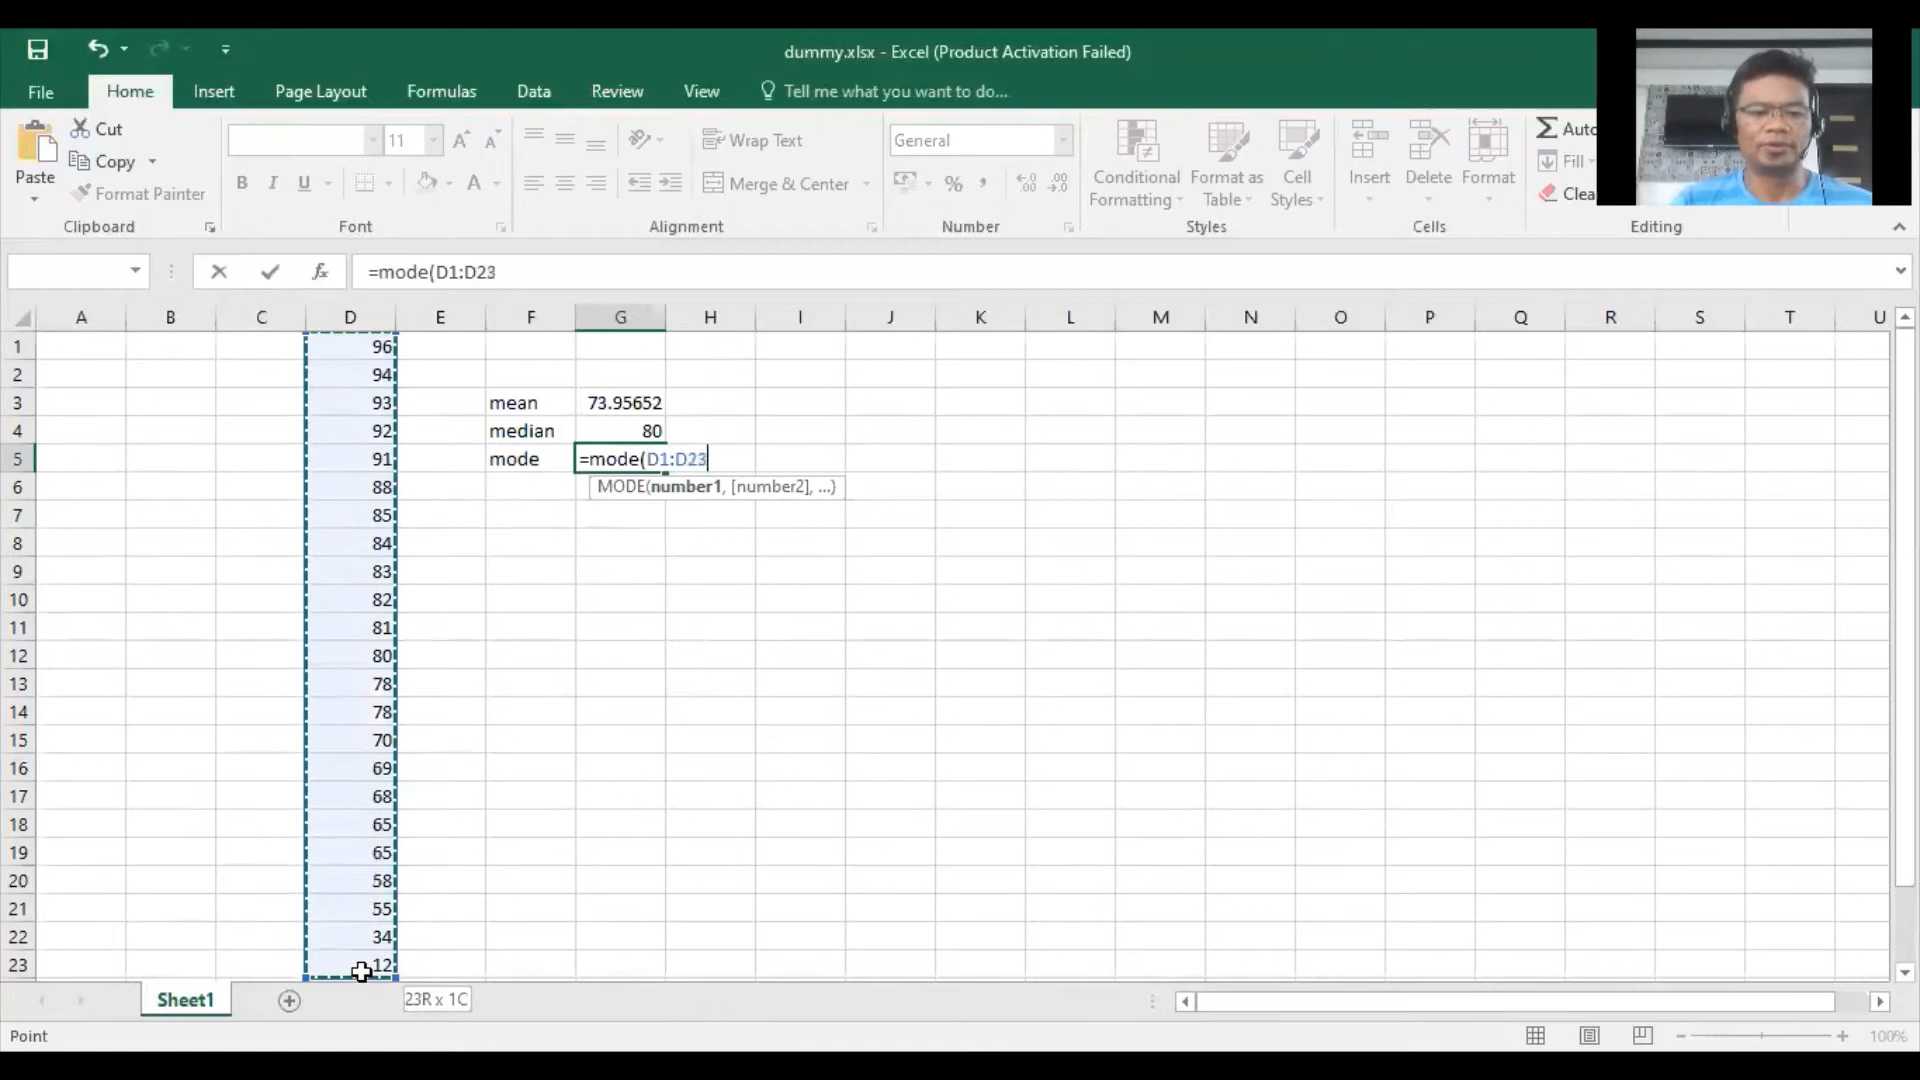 dummy.xlsx - Excel (Product Activation Failed)
File Home Insert Page Layout Formulas Data Review View Tell me what you want to do...
Paste
Cut
Copy
Format Painter
Clipboard
11
B I U
A
Font
Wrap Text
Merge & Center
Alignment
General
%
Number
Conditional Formatting
Format as Table
Cell Styles
Styles
Insert Delete Format
Cells
Auto
Fill
Clea
Editing
fx =mode(D1:D23
A B C D E F G H I J K L M N O P Q R S T U
1 96
2 94
3 93 mean 73.95652
4 92 median 80
5 91 mode =mode(D1:D23
6 88 MODE(number1, [number2], ...)
7 85
8 84
9 83
10 82
11 81
12 80
13 78
14 78
15 70
16 69
17 68
18 65
19 65
20 58
21 55
22 34
23 12
Sheet1 23R x 1C
Point 100%